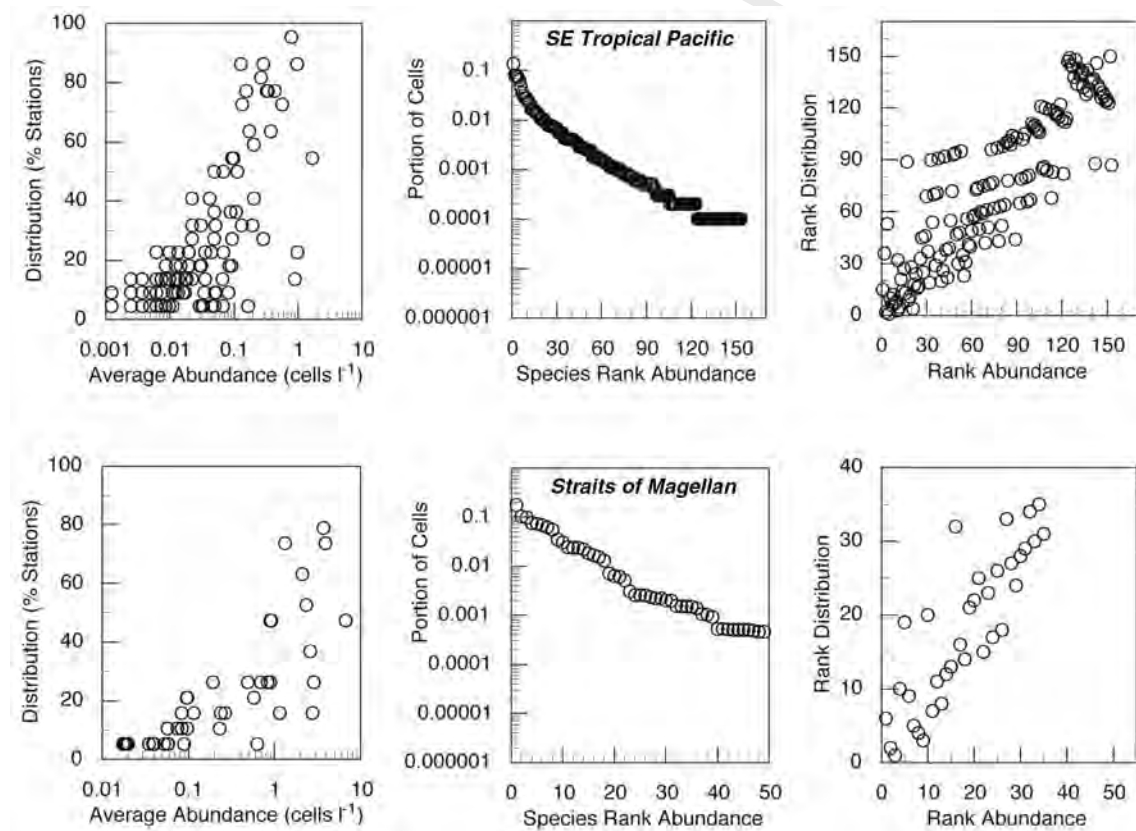 100
80
60
40
20
0
Distribution (% Stations)
0.001 0.01 0.1 1 10
Average Abundance (cells l⁻¹)
SE Tropical Pacific
0.1
0.01
0.001
0.0001
0.00001
0.000001
Portion of Cells
0 30 60 90 120 150
Species Rank Abundance
150
120
90
60
30
0
Rank Distribution
0 30 60 90 120 150
Rank Abundance
100
80
60
40
20
0
Distribution (% Stations)
0.01 0.1 1 10
Average Abundance (cells l⁻¹)
Straits of Magellan
0.1
0.01
0.001
0.0001
0.00001
0.000001
Portion of Cells
0 10 20 30 40 50
Species Rank Abundance
40
30
20
10
0
Rank Distribution
0 10 20 30 40 50
Rank Abundance